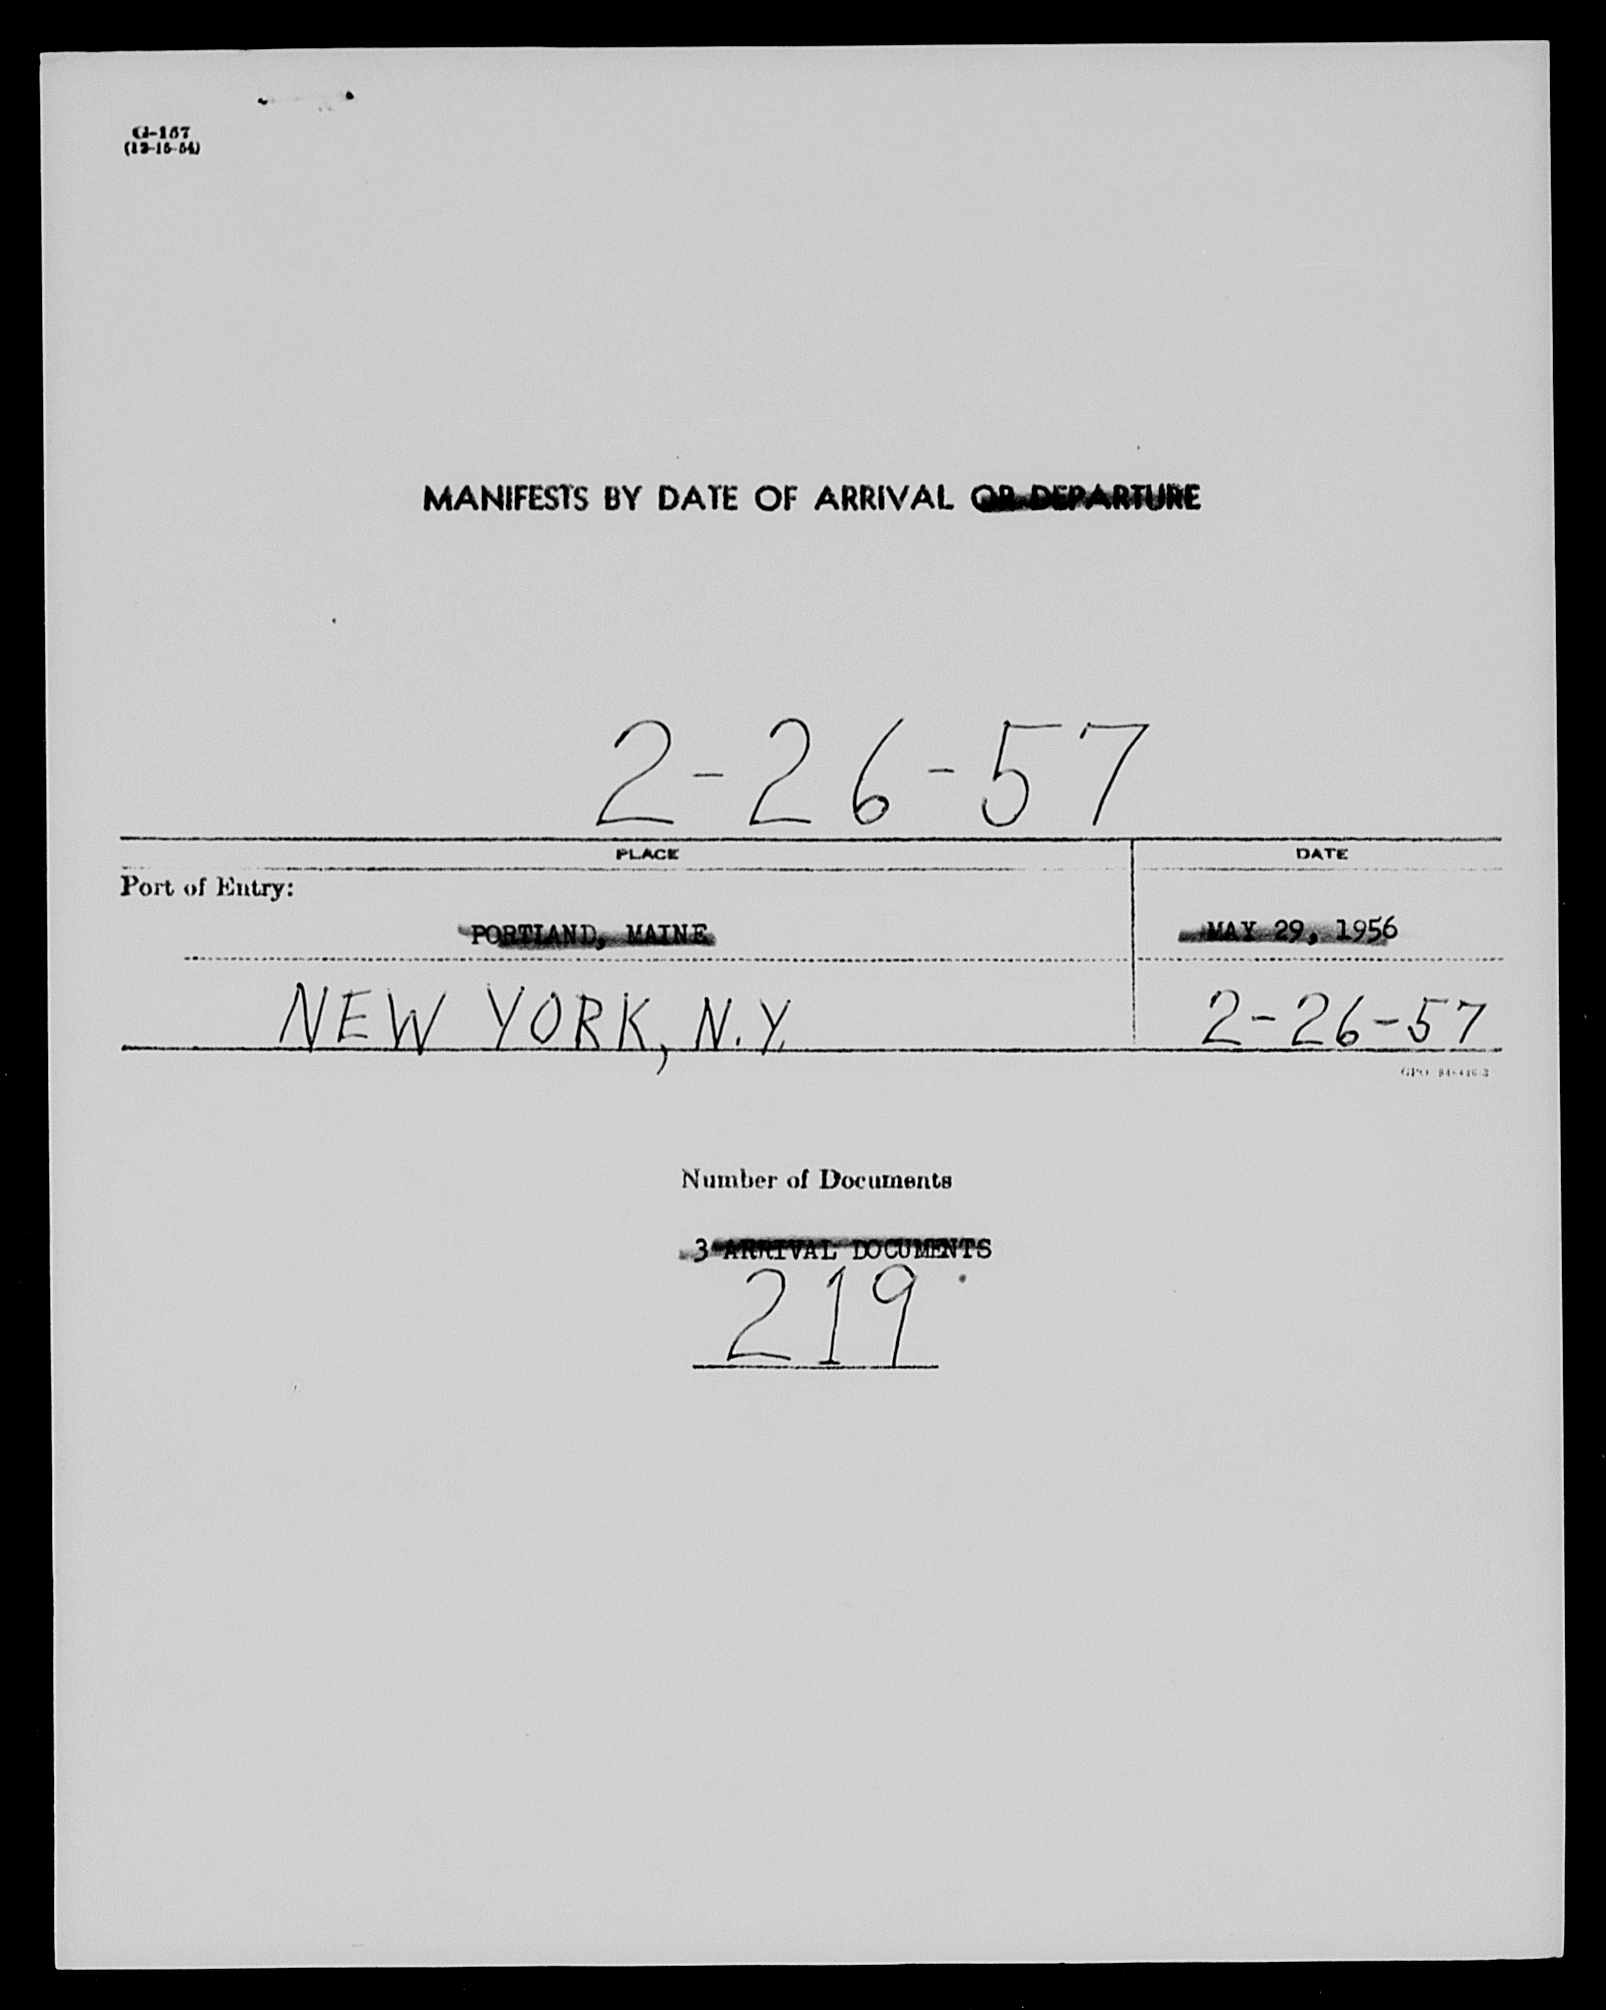 G-157
(12-15-54)
MANIFESTS BY DATE OF ARRIVAL OR DEPARTURE
2-26-57
PLACE DATE
Port of Entry:
PORTLAND, MAINE MAY 29, 1956
NEW YORK, N.Y. 2-26-57
GPO
Number of Documents
3 ARRIVAL DOCUMENTS
219